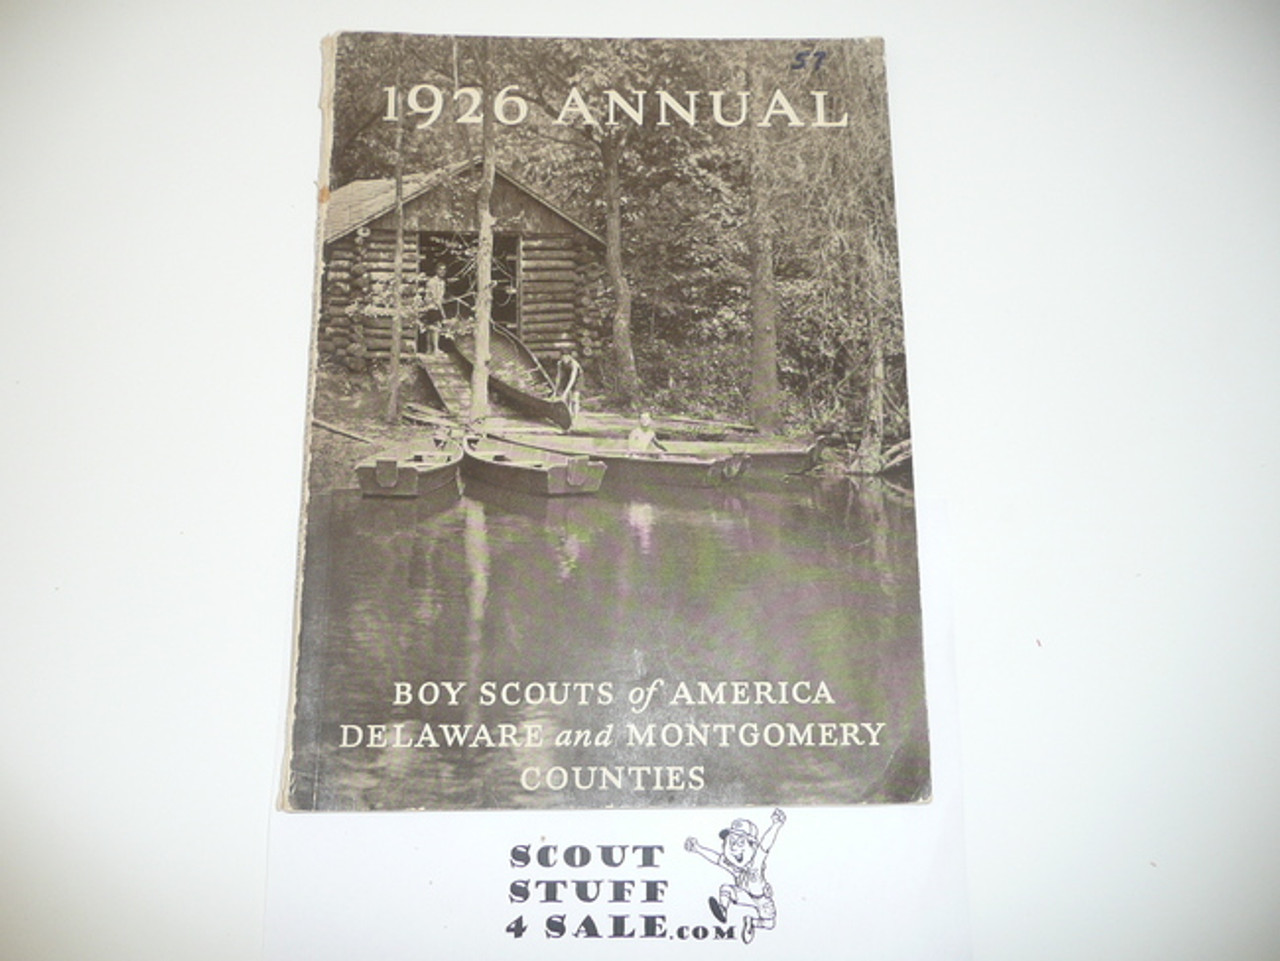 57
1926 ANNUAL
BOY SCOUTS of AMERICA
DELAWARE and MONTGOMERY
COUNTIES
SCOUT
STUFF
4 SALE.COM